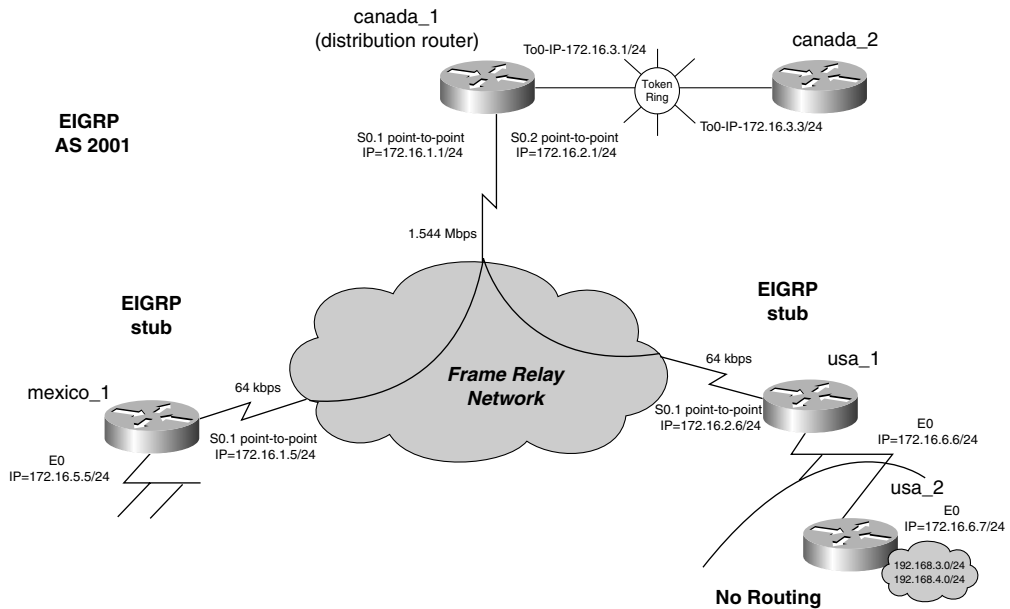 canada_1
(distribution router)
canada_2
To0-IP-172.16.3.1/24
Token
Ring
To0-IP-172.16.3.3/24
EIGRP
AS 2001
S0.1 point-to-point
IP=172.16.1.1/24
S0.2 point-to-point
IP=172.16.2.1/24
1.544 Mbps
EIGRP
stub
EIGRP
stub
Frame Relay
Network
mexico_1
64 kbps
S0.1 point-to-point
IP=172.16.1.5/24
E0
IP=172.16.5.5/24
64 kbps
usa_1
S0.1 point-to-point
IP=172.16.2.6/24
E0
IP=172.16.6.6/24
usa_2
E0
IP=172.16.6.7/24
192.168.3.0/24
192.168.4.0/24
No Routing